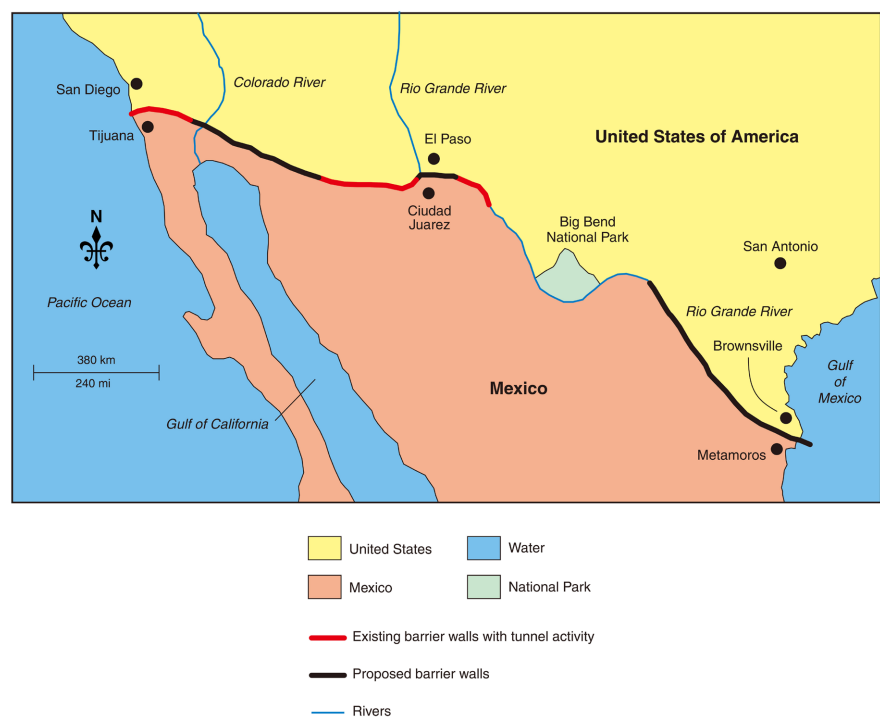 Colorado River
San Diego
Rio Grande River
Tijuana
El Paso
United States of America
Ciudad
Juarez
N
Big Bend
National Park
San Antonio
Pacific Ocean
Rio Grande River
Brownsville
380 km
240 mi
Gulf
of
Mexico
Mexico
Gulf of California
Metamoros
United States
Water
Mexico
National Park
Existing barrier walls with tunnel activity
Proposed barrier walls
Rivers